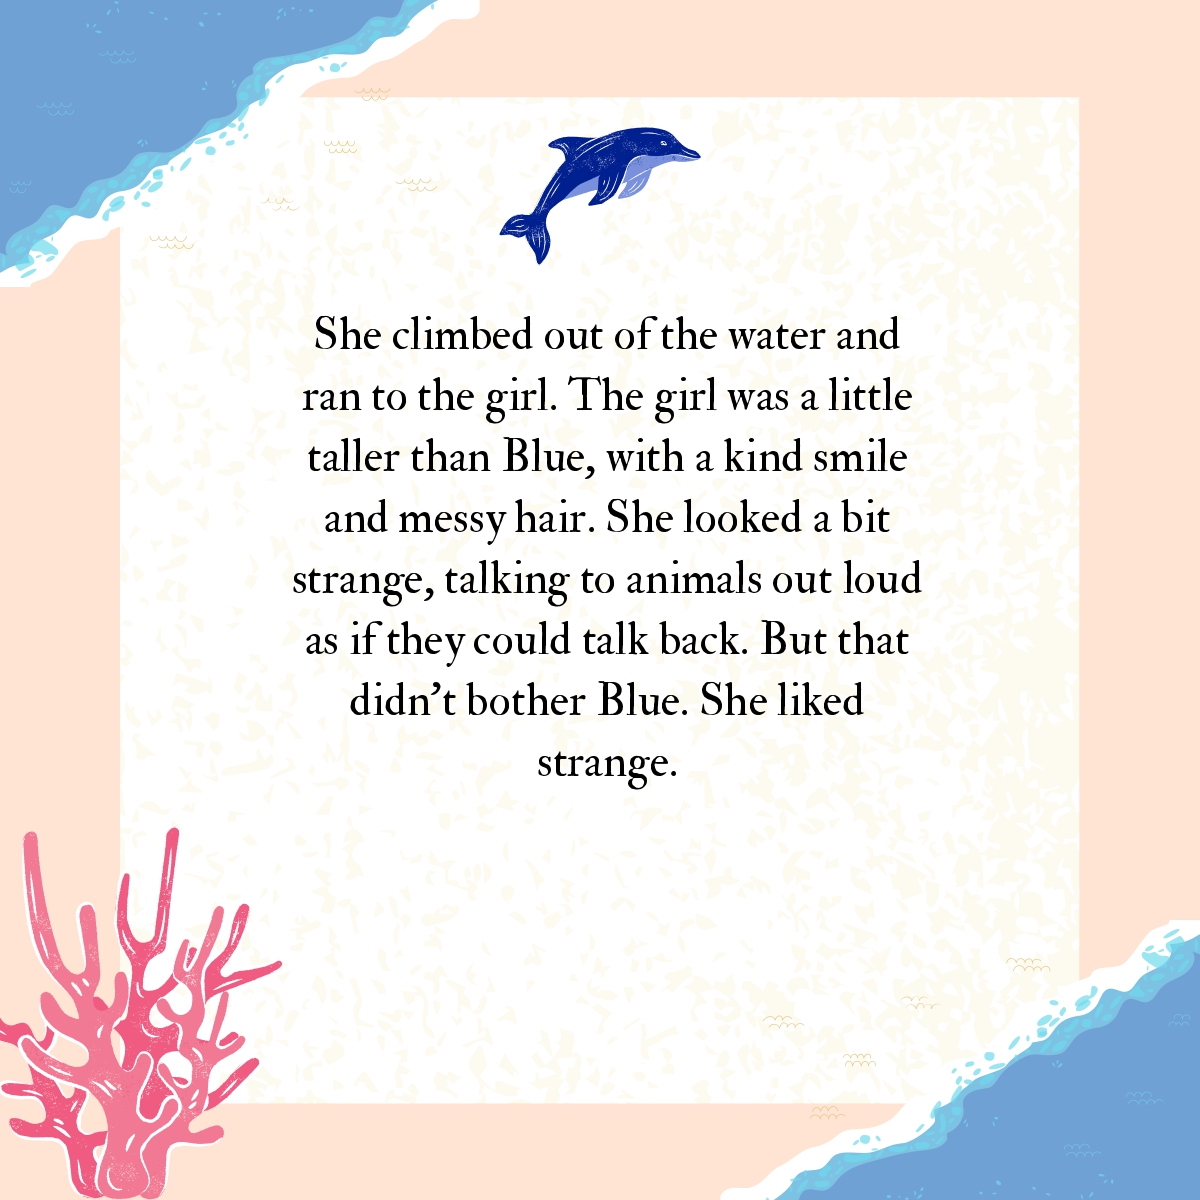 She climbed out of the water and
ran to the girl. The girl was a little
taller than Blue, with a kind smile
and messy hair. She looked a bit
strange, talking to animals out loud
as if they could talk back. But that
didn’t bother Blue. She liked
strange.